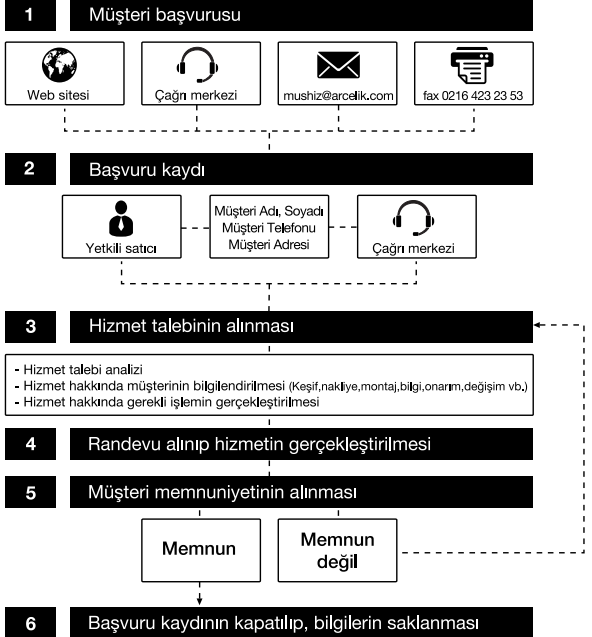 1 Müşteri başvurusu
Web sitesi
Çağrı merkezi
mushiz@arcelik.com
fax 0216 423 23 53
2 Başvuru kaydı
Yetkili satıcı
Müşteri Adı, Soyadı
Müşteri Telefonu
Müşteri Adresi
Çağrı merkezi
3 Hizmet talebinin alınması
- Hizmet talebi analizi
- Hizmet hakkında müşterinin bilgilendirilmesi (Keşif,nakliye,montaj,bilgi,onarım,değişim vb.)
- Hizmet hakkında gerekli işlemin gerçekleştirilmesi
4 Randevu alınıp hizmetin gerçekleştirilmesi
5 Müşteri memnuniyetinin alınması
Memnun
Memnun
değil
6 Başvuru kaydının kapatılıp, bilgilerin saklanması